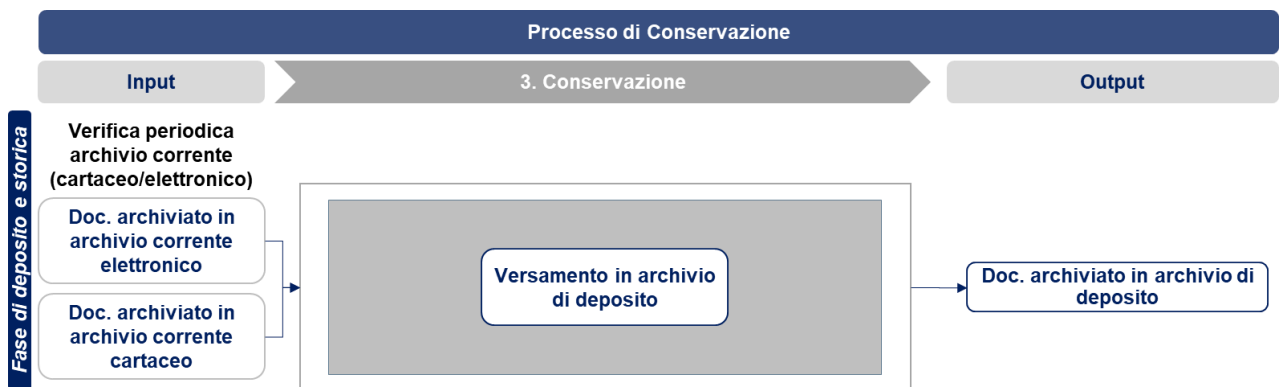 Processo di Conservazione
Input
3. Conservazione
Output
Fase di deposito e storica
Verifica periodica
archivio corrente
(cartaceo/elettronico)
Doc. archiviato in
archivio corrente
elettronico
Doc. archiviato in
archivio corrente
cartaceo
Versamento in archivio
di deposito
Doc. archiviato in archivio di
deposito